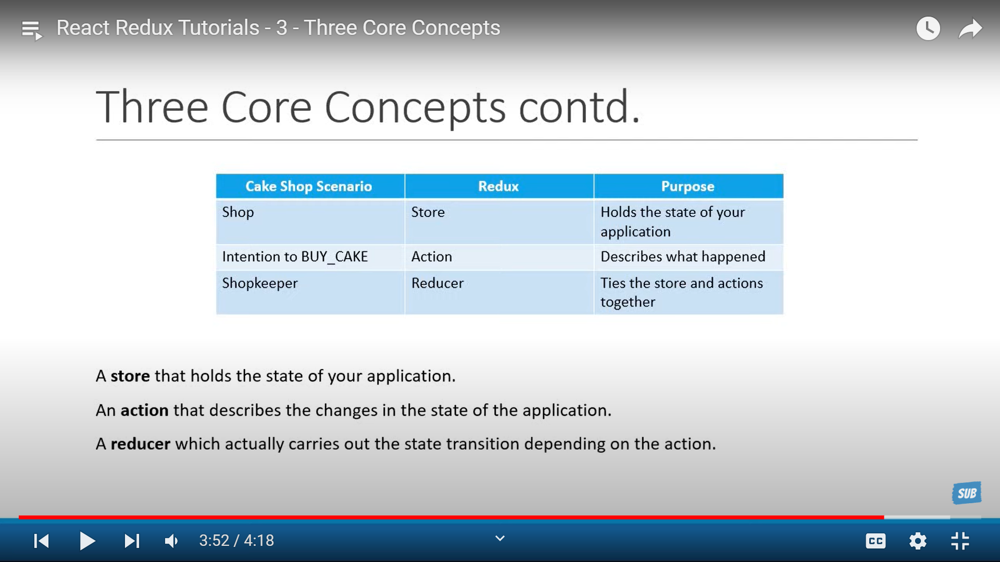 React Redux Tutorials - 3 - Three Core Concepts
Three Core Concepts contd.
Cake Shop Scenario Redux Purpose
Shop Store Holds the state of your
application
Intention to BUY_CAKE Action Describes what happened
Shopkeeper Reducer Ties the store and actions
together
A store that holds the state of your application.
An action that describes the changes in the state of the application.
A reducer which actually carries out the state transition depending on the action.
SUB
3:52 / 4:18
CC